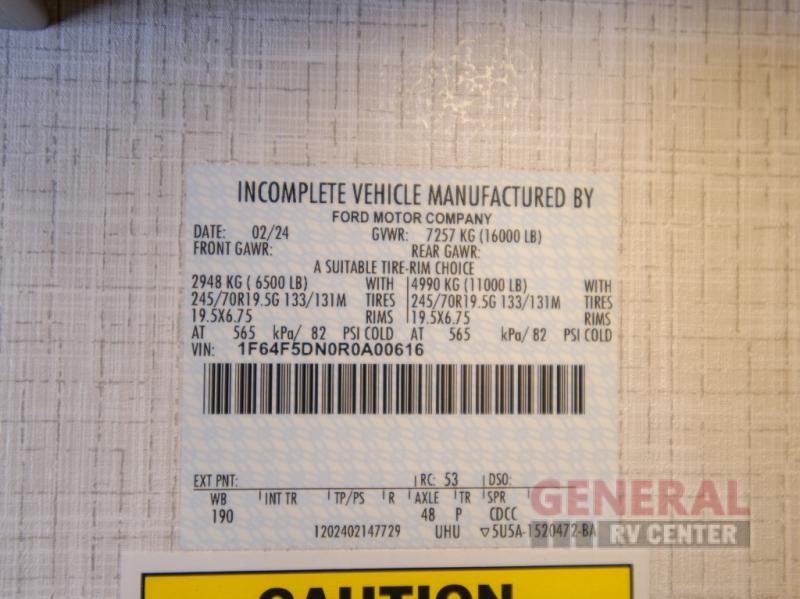 INCOMPLETE VEHICLE MANUFACTURED BY
FORD MOTOR COMPANY
DATE: 02/24 GVWR: 7257 KG (16000 LB)
FRONT GAWR: REAR GAWR:
A SUITABLE TIRE-RIM CHOICE
2948 KG ( 6500 LB) WITH 4990 KG (11000 LB) WITH
245/70R19.5G 133/131M TIRES 245/70R19.5G 133/131M TIRES
19.5X6.75 RIMS 19.5X6.75 RIMS
AT 565 kPa/ 82 PSI COLD AT 565 kPa/ 82 PSI COLD
VIN: 1F64F5DN0R0A00616
EXT PNT: RC: 53 DSO:
WB INT TR TP/PS R AXLE TR SPR
190 48 P CDCC
1202402147729 UHU ▽5U5A-1520472-BA
GENERAL
RV CENTER
CAUTION